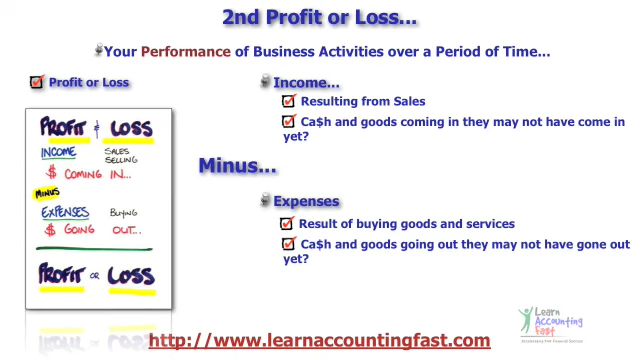 2nd Profit or Loss...
Your Performance of Business Activities over a Period of Time...
Profit or Loss
PROFIT & LOSS
INCOME SALES
SELLING
$ COMING IN...
MINUS
EXPENSES BUYING
$ GOING OUT...
PROFIT OR LOSS
Income...
Resulting from Sales
Ca$h and goods coming in they may not have come in
yet?
Minus...
Expenses
Result of buying goods and services
Ca$h and goods going out they may not have gone out
yet?
Learn
Accounting
Fast
http://www.learnaccountingfast.com